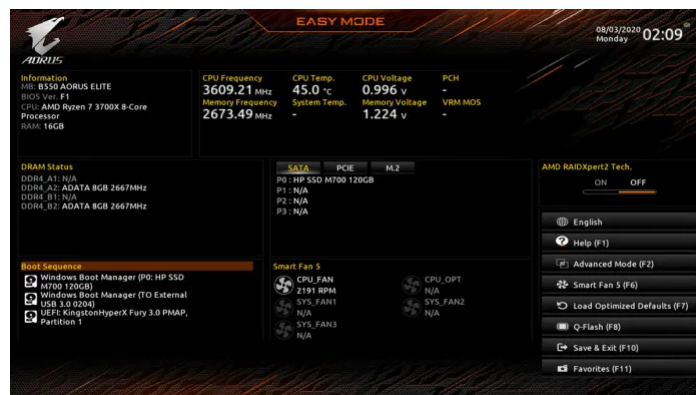 EASY MODE
08/03/2020
Monday 02:09
AORUS
Information
MB: B550 AORUS ELITE
BIOS Ver. F1
CPU: AMD Ryzen 7 3700X 8-Core
Processor
RAM: 16GB
CPU Frequency
3609.21 MHz
CPU Temp.
45.0 °C
CPU Voltage
0.996 V
PCH
-
Memory Frequency
2673.49 MHz
System Temp.
-
Memory Voltage
1.224 V
VRM MOS
-
DRAM Status
DDR4_A1: N/A
DDR4_A2: ADATA 8GB 2667MHz
DDR4_B1: N/A
DDR4_B2: ADATA 8GB 2667MHz
SATA PCIE M.2
P0 : HP SSD M700 120GB
P1 : N/A
P2 : N/A
P3 : N/A
AMD RAIDXpert2 Tech.
ON OFF
Boot Sequence
Windows Boot Manager (P0: HP SSD
M700 120GB)
Windows Boot Manager (TO External
USB 3.0 0204)
UEFI: KingstonHyperX Fury 3.0 PMAP,
Partition 1
Smart Fan 5
CPU_FAN
2191 RPM
CPU_OPT
N/A
SYS_FAN1
N/A
SYS_FAN2
N/A
SYS_FAN3
N/A
English
Help (F1)
Advanced Mode (F2)
Smart Fan 5 (F6)
Load Optimized Defaults (F7)
Q-Flash (F8)
Save & Exit (F10)
Favorites (F11)